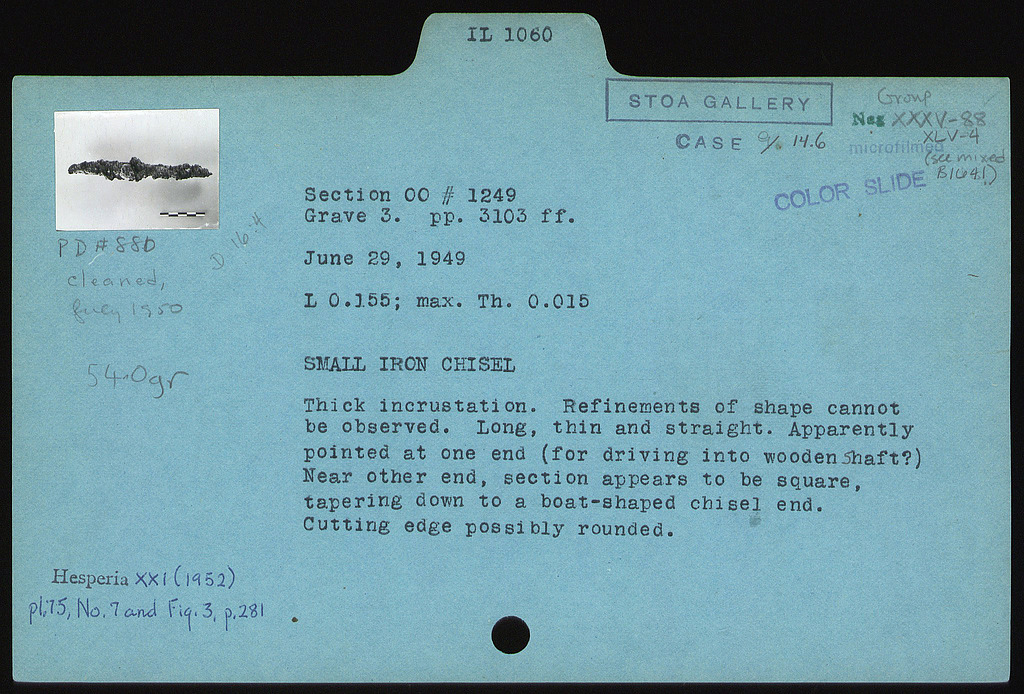 IL 1060
STOA GALLERY
CASE 14.6
Group
Neg XXXV-88
XLV-4
microfilmed
(see mixed
B1641)
COLOR SLIDE
Section OO # 1249
Grave 3. pp. 3103 ff.
PD #88
D 16:4
cleaned,
July 1950
June 29, 1949
L 0.155; max. Th. 0.015
54.0gr
SMALL IRON CHISEL
Thick incrustation. Refinements of shape cannot
be observed. Long, thin and straight. Apparently
pointed at one end (for driving into wooden shaft?)
Near other end, section appears to be square,
tapering down to a boat-shaped chisel end.
Cutting edge possibly rounded.
Hesperia XXI (1952)
pl.75, No. 7 and Fig. 3, p.281